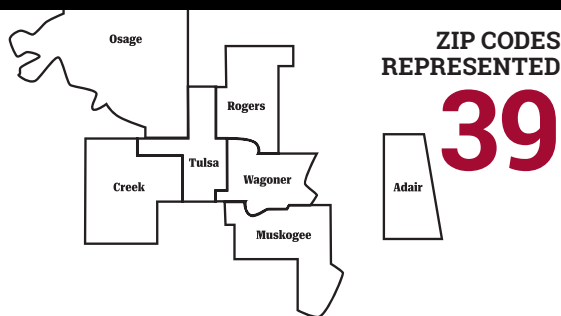 Osage
ZIP CODES
REPRESENTED
39
Rogers
Tulsa
Creek
Wagoner
Adair
Muskogee